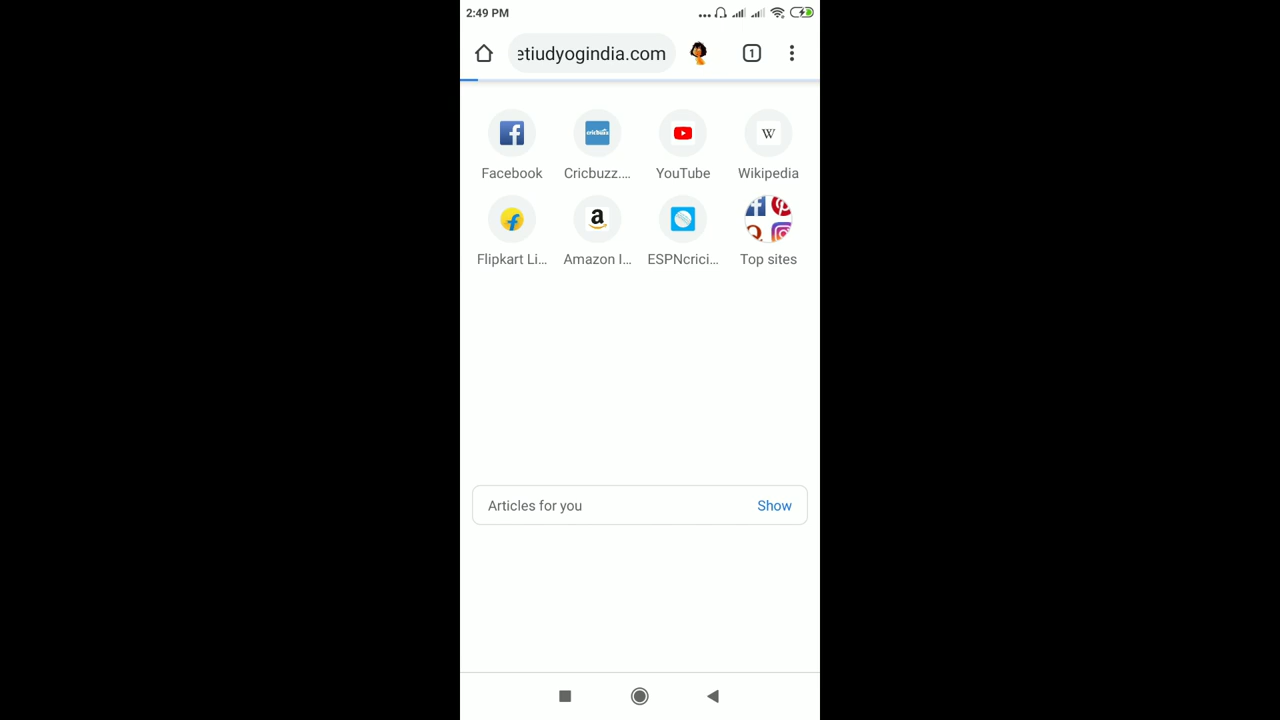 2:49 PM
etiudyogindia.com
1
Facebook
Cricbuzz....
YouTube
Wikipedia
Flipkart Li...
Amazon I...
ESPNcrici...
Top sites
Articles for you
Show